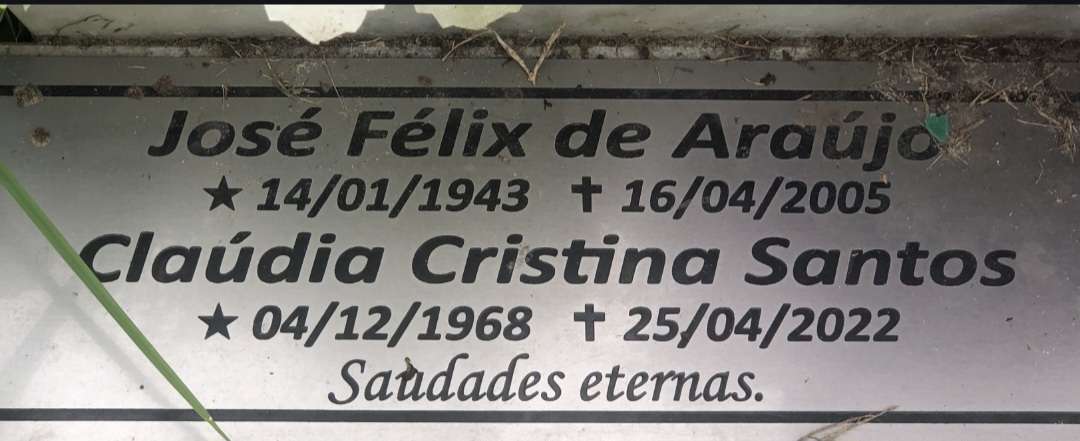 José Félix de Araújo
★ 14/01/1943 ✝ 16/04/2005
Claúdia Cristina Santos
★ 04/12/1968 ✝ 25/04/2022
Saudades eternas.